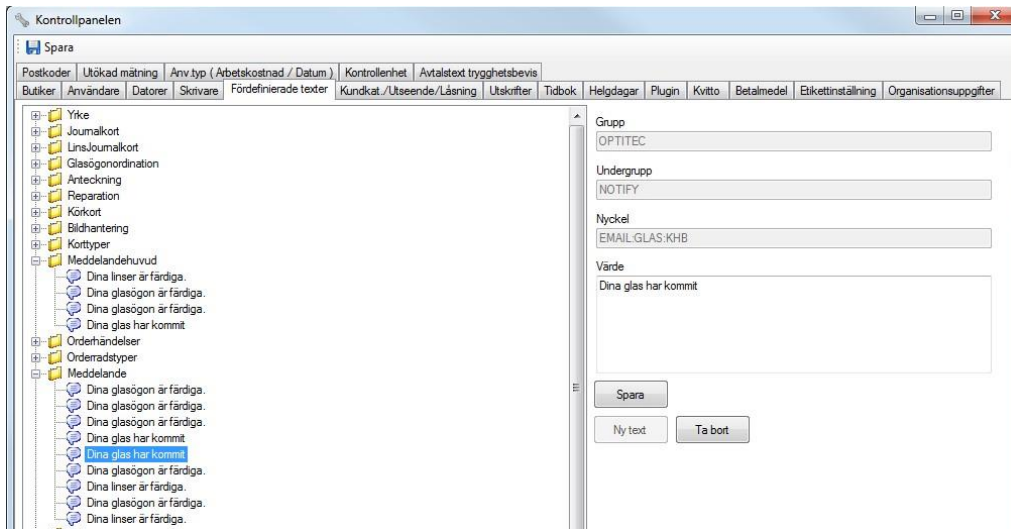 Kontrollpanelen
Spara
Postkoder Utökad mätning Anv.typ ( Arbetskostnad / Datum ) Kontrollenhet Avtalstext trygghetsbevis
Butiker Användare Datorer Skrivare Fördefinierade texter Kundkat./Utseende/Låsning Utskrifter Tidbok Helgdagar Plugin Kvitto Betalmedel Etikettinställning Organisationsuppgifter
Yrke
Journalkort
LinsJournalkort
Glasögonordination
Anteckning
Reparation
Körkort
Bildhantering
Korttyper
Meddelandehuvud
Dina linser är färdiga.
Dina glasögon är färdiga.
Dina glasögon är färdiga.
Dina glas har kommit
Orderhändelser
Orderradstyper
Meddelande
Dina glasögon är färdiga.
Dina glasögon är färdiga.
Dina glasögon är färdiga.
Dina glas har kommit
Dina glas har kommit
Dina glasögon är färdiga.
Dina linser är färdiga.
Dina glasögon är färdiga.
Dina linser är färdiga.
Grupp
OPTITEC
Undergrupp
NOTIFY
Nyckel
EMAIL:GLAS:KHB
Värde
Dina glas har kommit
Spara
Ny text Ta bort